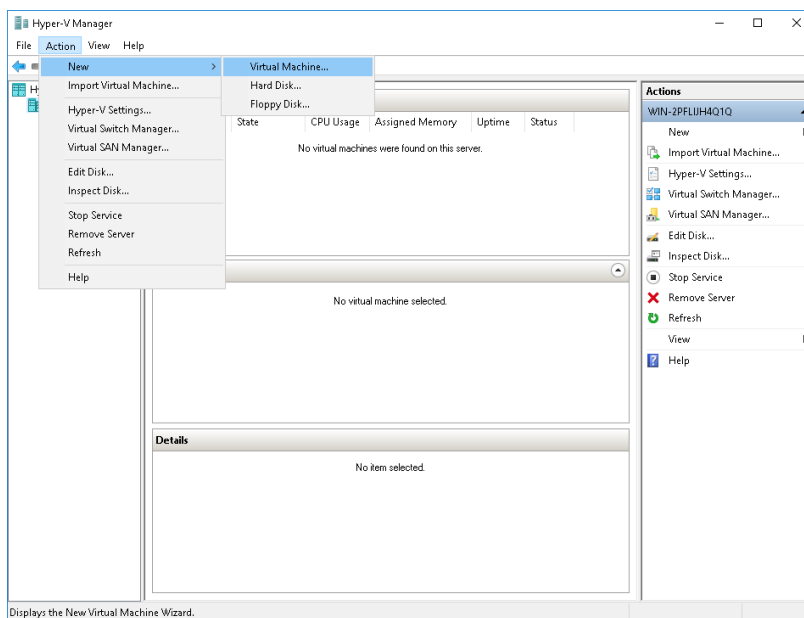 Hyper-V Manager
File Action View Help
New
Import Virtual Machine...
Hyper-V Settings...
Virtual Switch Manager...
Virtual SAN Manager...
Edit Disk...
Inspect Disk...
Stop Service
Remove Server
Refresh
Help
Virtual Machine...
Hard Disk...
Floppy Disk...
State CPU Usage Assigned Memory Uptime Status
No virtual machines were found on this server.
No virtual machine selected.
Details
No item selected.
Actions
WIN-2PFLIJH4Q1Q
New
Import Virtual Machine...
Hyper-V Settings...
Virtual Switch Manager...
Virtual SAN Manager...
Edit Disk...
Inspect Disk...
Stop Service
Remove Server
Refresh
View
Help
Displays the New Virtual Machine Wizard.